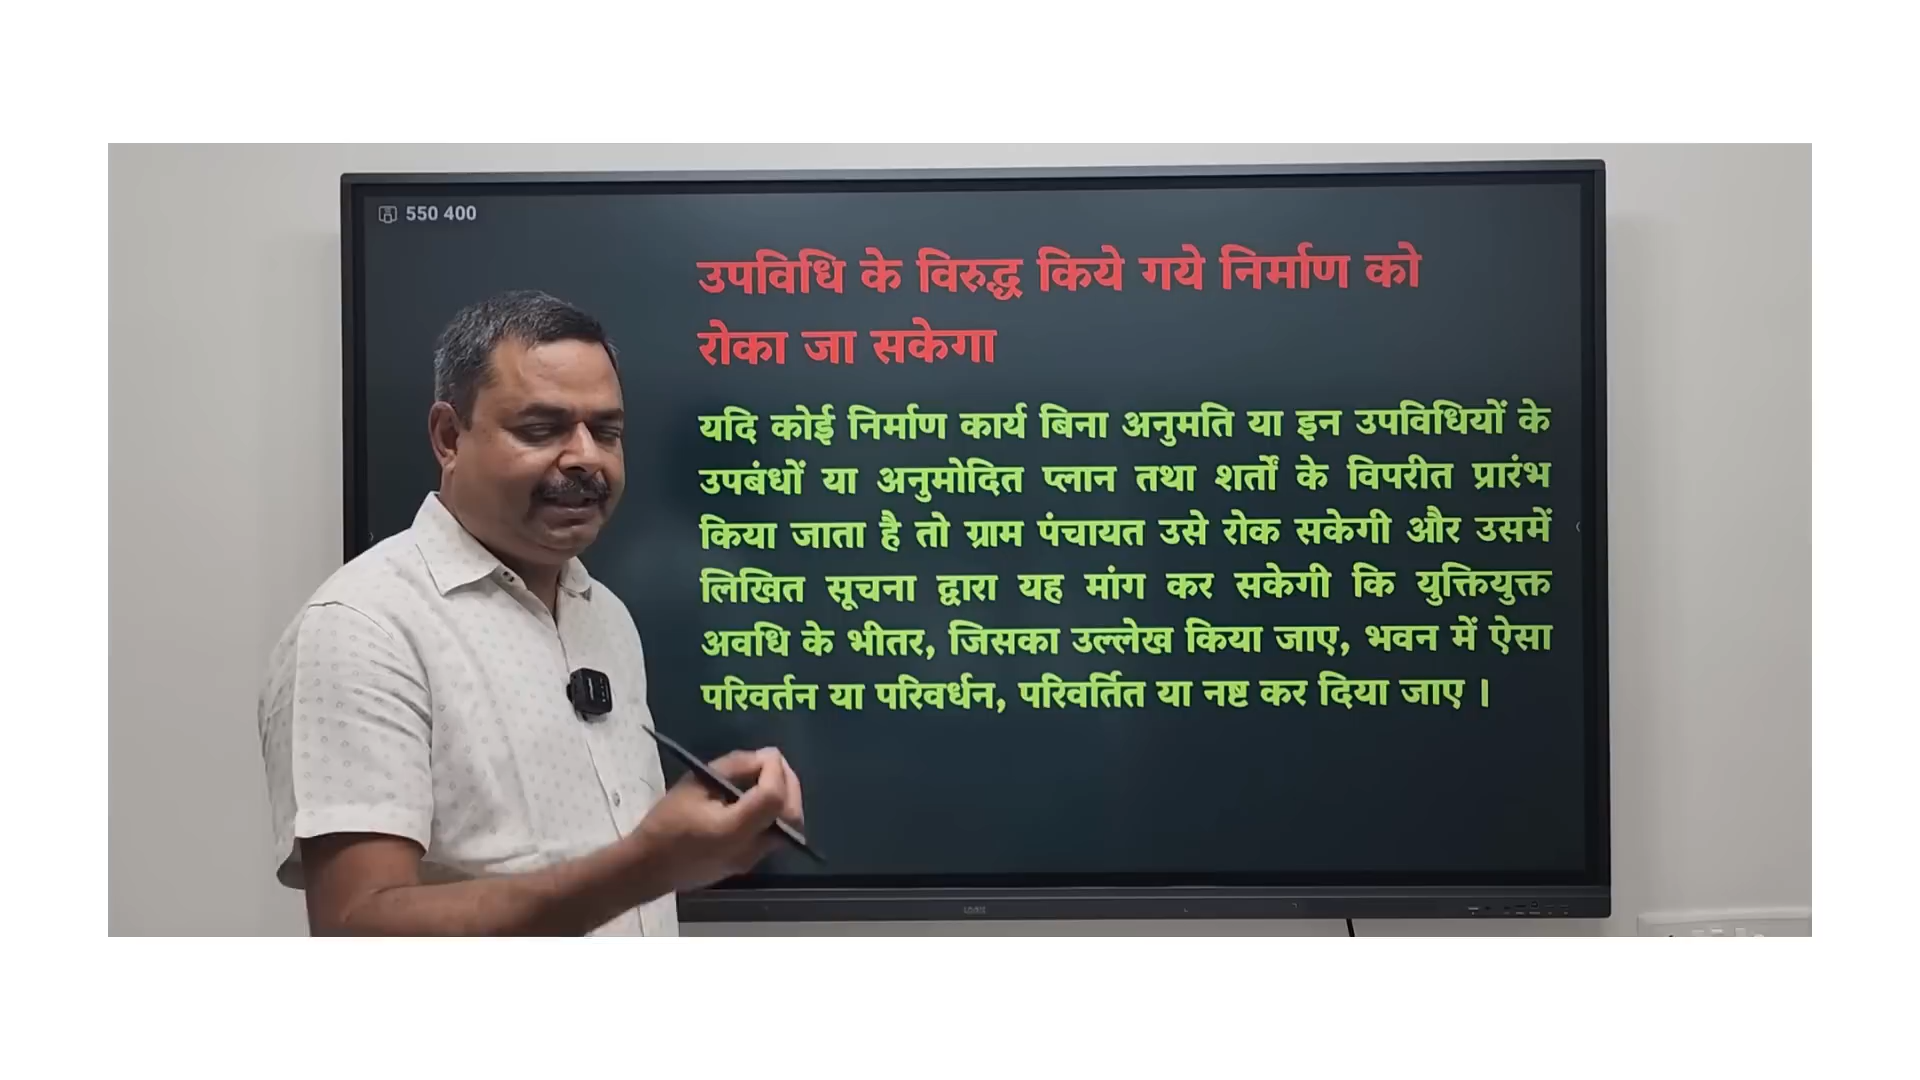 550 400
उपविधि के विरुद्ध किये गये निर्माण को
रोका जा सकेगा
यदि कोई निर्माण कार्य बिना अनुमति या इन उपविधियों के
उपबंधों या अनुमोदित प्लान तथा शर्तों के विपरीत प्रारंभ
किया जाता है तो ग्राम पंचायत उसे रोक सकेगी और उसमें
लिखित सूचना द्वारा यह मांग कर सकेगी कि युक्तियुक्त
अवधि के भीतर, जिसका उल्लेख किया जाए, भवन में ऐसा
परिवर्तन या परिवर्धन, परिवर्तित या नष्ट कर दिया जाए ।